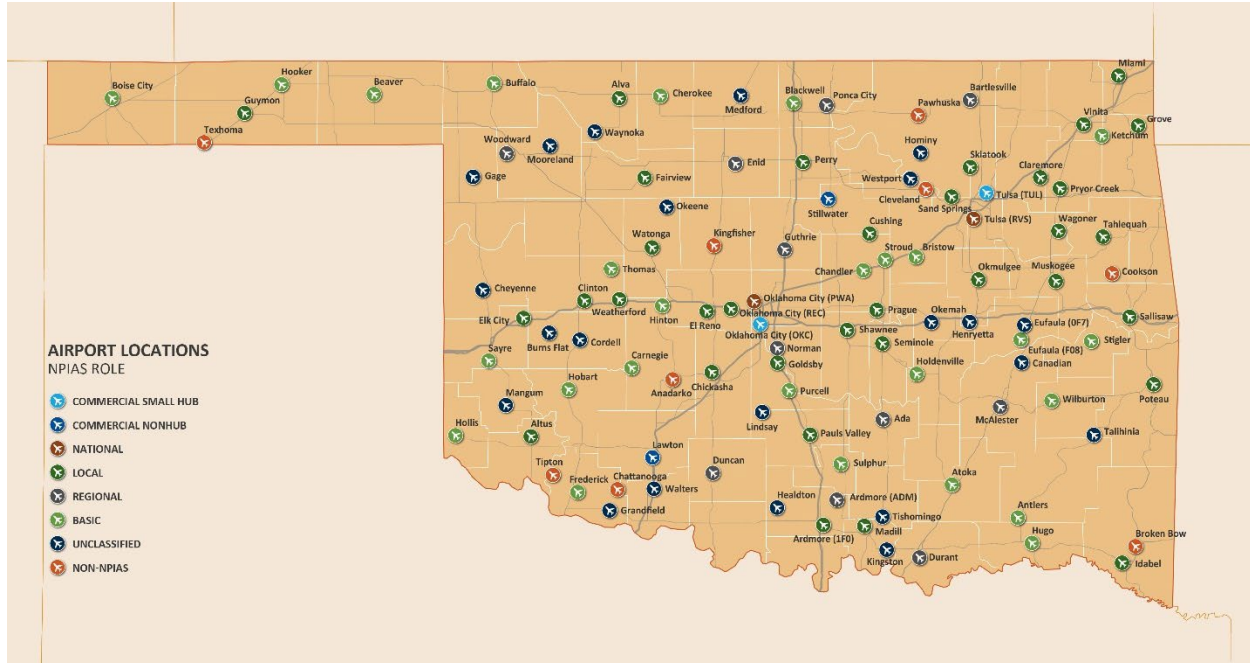 Boise City
Hooker
Guymon
Texhoma
Beaver
Buffalo
Alva
Cherokee
Medford
Blackwell
Ponca City
Pawhuska
Bartlesville
Miami
Vinita
Grove
Ketchum
Woodward
Mooreland
Waynoka
Gage
Fairview
Enid
Perry
Hominy
Skiatook
Claremore
Westport
Cleveland
Sand Springs
Tulsa (TUL)
Pryor Creek
Okeene
Stillwater
Tulsa (RVS)
Cushing
Wagoner
Tahlequah
Watonga
Kingfisher
Guthrie
Stroud
Bristow
Thomas
Chandler
Okmulgee
Muskogee
Cookson
Cheyenne
Clinton
Weatherford
Hinton
El Reno
Oklahoma City (PWA)
Oklahoma City (REC)
Oklahoma City (OKC)
Prague
Okemah
Henryetta
Eufaula (0F7)
Sallisaw
Elk City
Burns Flat
Cordell
Shawnee
Seminole
Eufaula (F08)
Stigler
Norman
Goldsby
Canadian
Sayre
Carnegie
Hobart
Anadarko
Chickasha
Holdenville
Purcell
Wilburton
Poteau
Mangum
Lindsay
Ada
McAlester
Hollis
Altus
Pauls Valley
Talihinia
Lawton
Tipton
Frederick
Chattanooga
Walters
Duncan
Sulphur
Atoka
Grandfield
Healdton
Ardmore (ADM)
Tishomingo
Antlers
Ardmore (1F0)
Madill
Hugo
Broken Bow
Kingston
Durant
Idabel
AIRPORT LOCATIONS
NPIAS ROLE
COMMERCIAL SMALL HUB
COMMERCIAL NONHUB
NATIONAL
LOCAL
REGIONAL
BASIC
UNCLASSIFIED
NON-NPIAS